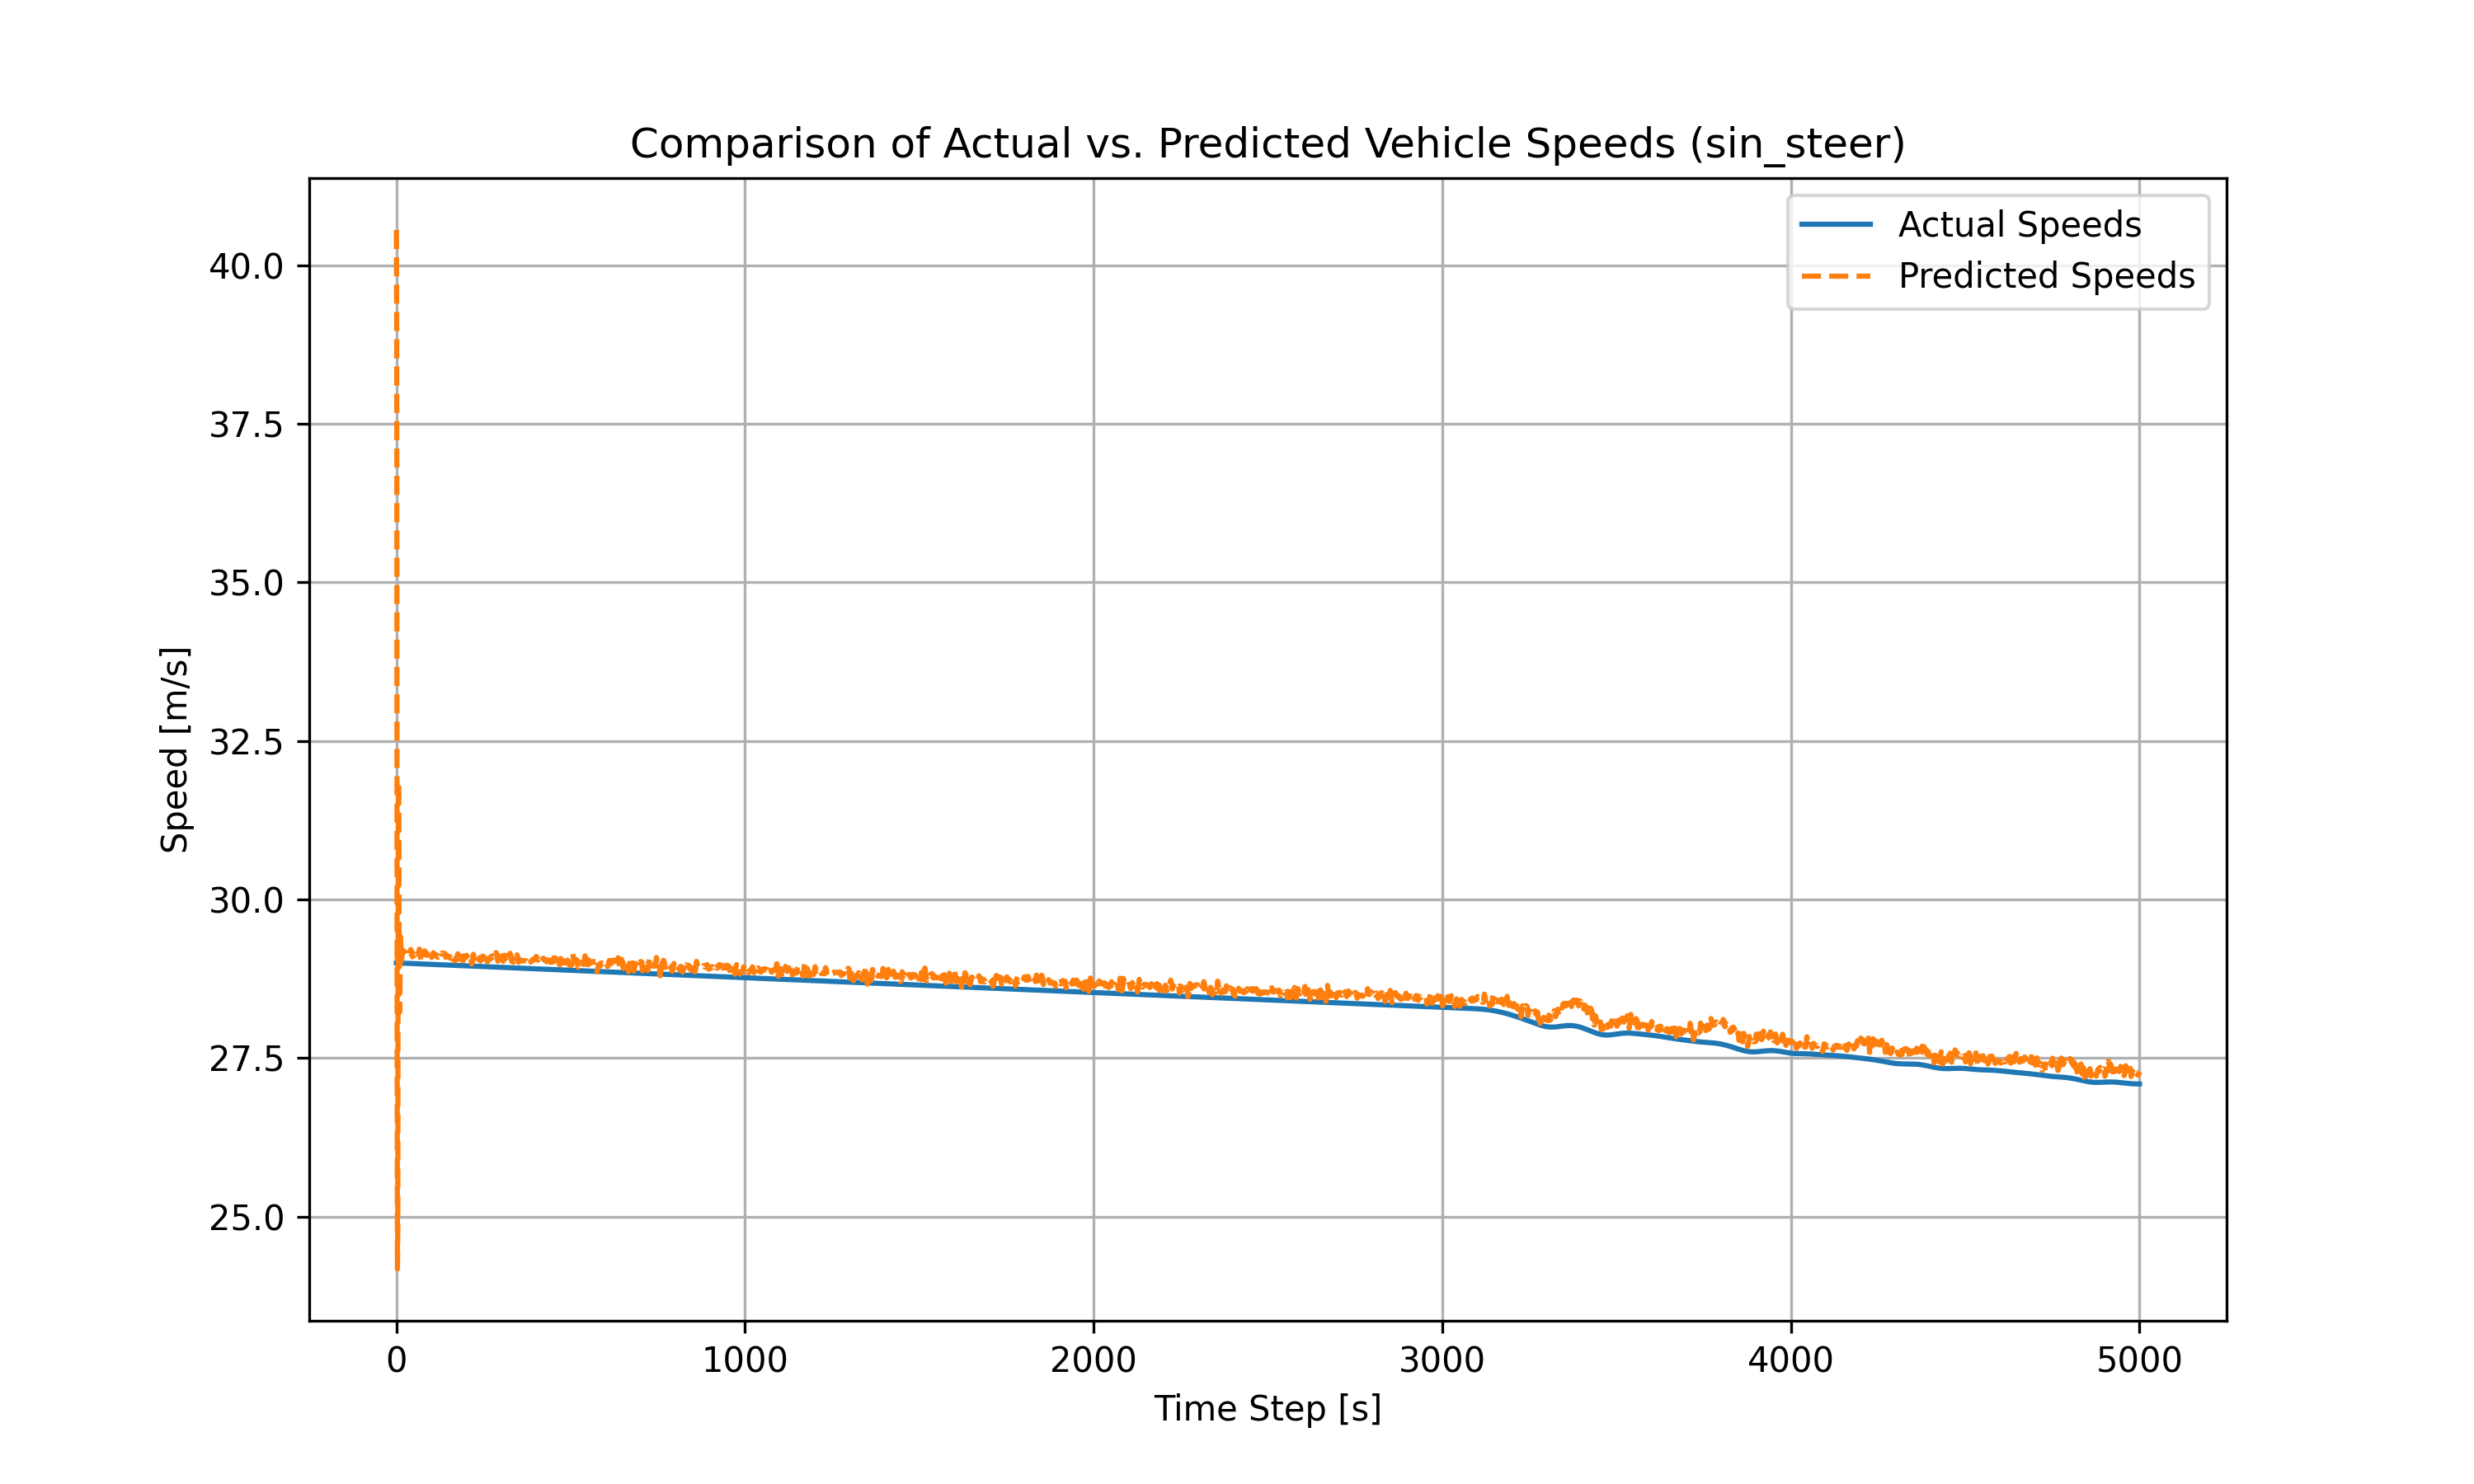 Comparison of Actual vs. Predicted Vehicle Speeds (sin_steer)
Actual Speeds
Predicted Speeds
Speed [m/s]
40.0
37.5
35.0
32.5
30.0
27.5
25.0
0 1000 2000 3000 4000 5000
Time Step [s]